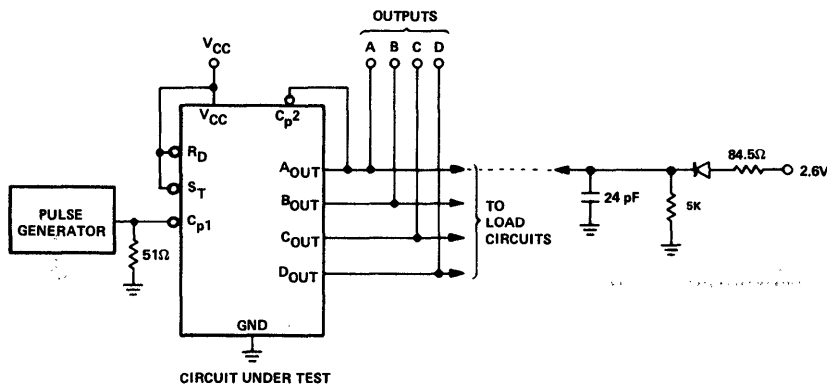 OUTPUTS
A B C D
VCC
VCC
Cp2
RD
ST
Cp1
AOUT
BOUT
COUT
DOUT
PULSE
GENERATOR
51Ω
TO
LOAD
CIRCUITS
24 pF
5K
84.5Ω
2.6V
GND
CIRCUIT UNDER TEST